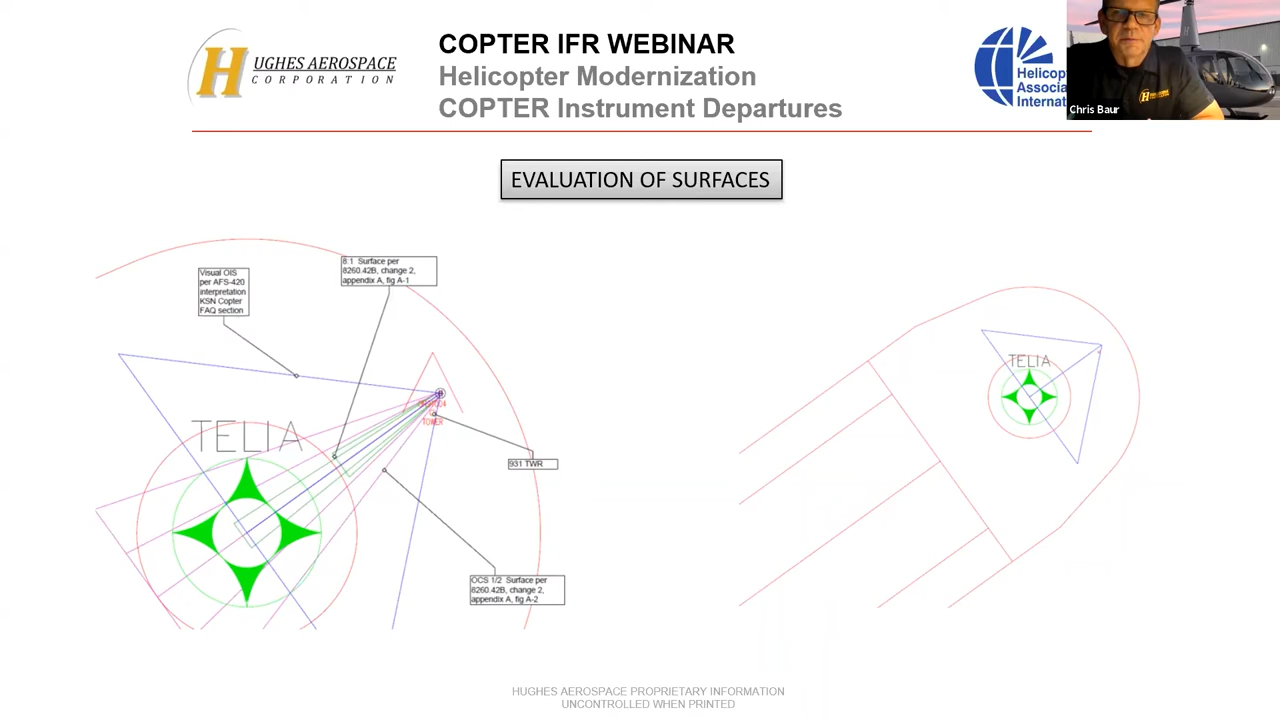 HUGHES AEROSPACE
CORPORATION
COPTER IFR WEBINAR
Helicopter Modernization
COPTER Instrument Departures
Helicop
Associa
Internat
Chris Baur
EVALUATION OF SURFACES
Visual OIS
per AFS-420
interpretation
KSN Copter
FAQ section
8:1 Surface per
8260.42B, change 2,
appendix A, fig A-1
TELIA
TOWER
931 TWR
OCS 1/2 Surface per
8260.42B, change 2,
appendix A, fig A-2
TELIA
HUGHES AEROSPACE PROPRIETARY INFORMATION
UNCONTROLLED WHEN PRINTED